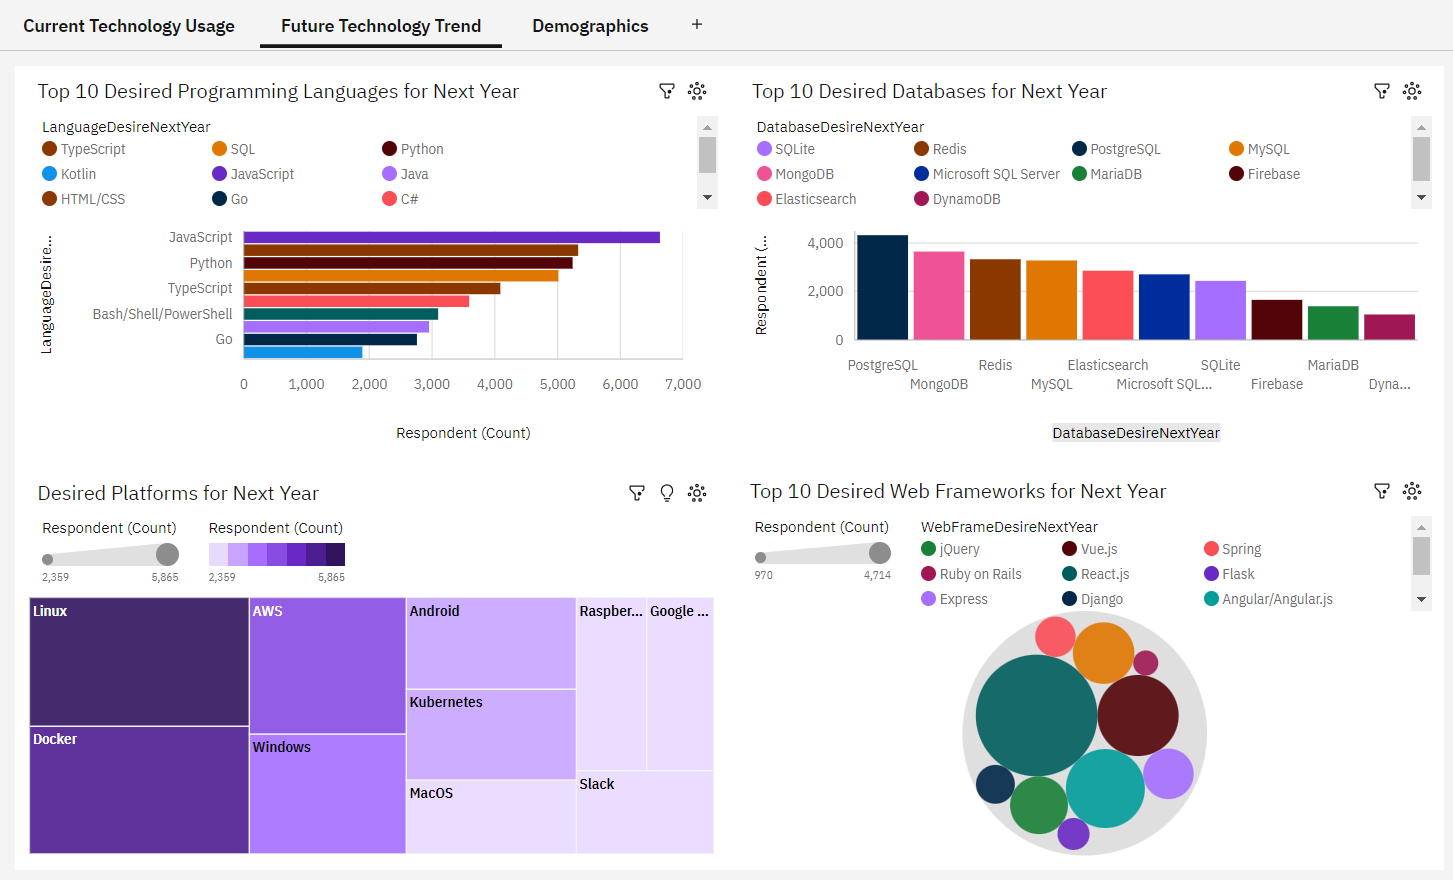 Current Technology Usage Future Technology Trend Demographics +
Top 10 Desired Programming Languages for Next Year
LanguageDesireNextYear
TypeScript SQL Python
Kotlin JavaScript Java
HTML/CSS Go C#
LanguageDesire...
JavaScript
Python
TypeScript
Bash/Shell/PowerShell
Go
0 1,000 2,000 3,000 4,000 5,000 6,000 7,000
Respondent (Count)
Top 10 Desired Databases for Next Year
DatabaseDesireNextYear
SQLite Redis PostgreSQL MySQL
MongoDB Microsoft SQL Server MariaDB Firebase
Elasticsearch DynamoDB
Respondent (...
4,000
2,000
0
PostgreSQL Redis Elasticsearch SQLite MariaDB
MongoDB MySQL Microsoft SQL... Firebase Dyna...
DatabaseDesireNextYear
Desired Platforms for Next Year
Respondent (Count) Respondent (Count)
2,359 5,865 2,359 5,865
Linux AWS Android Raspber... Google ...
Kubernetes
Docker
Windows
Slack
MacOS
Top 10 Desired Web Frameworks for Next Year
Respondent (Count) WebFrameDesireNextYear
970 4,714
jQuery Vue.js Spring
Ruby on Rails React.js Flask
Express Django Angular/Angular.js